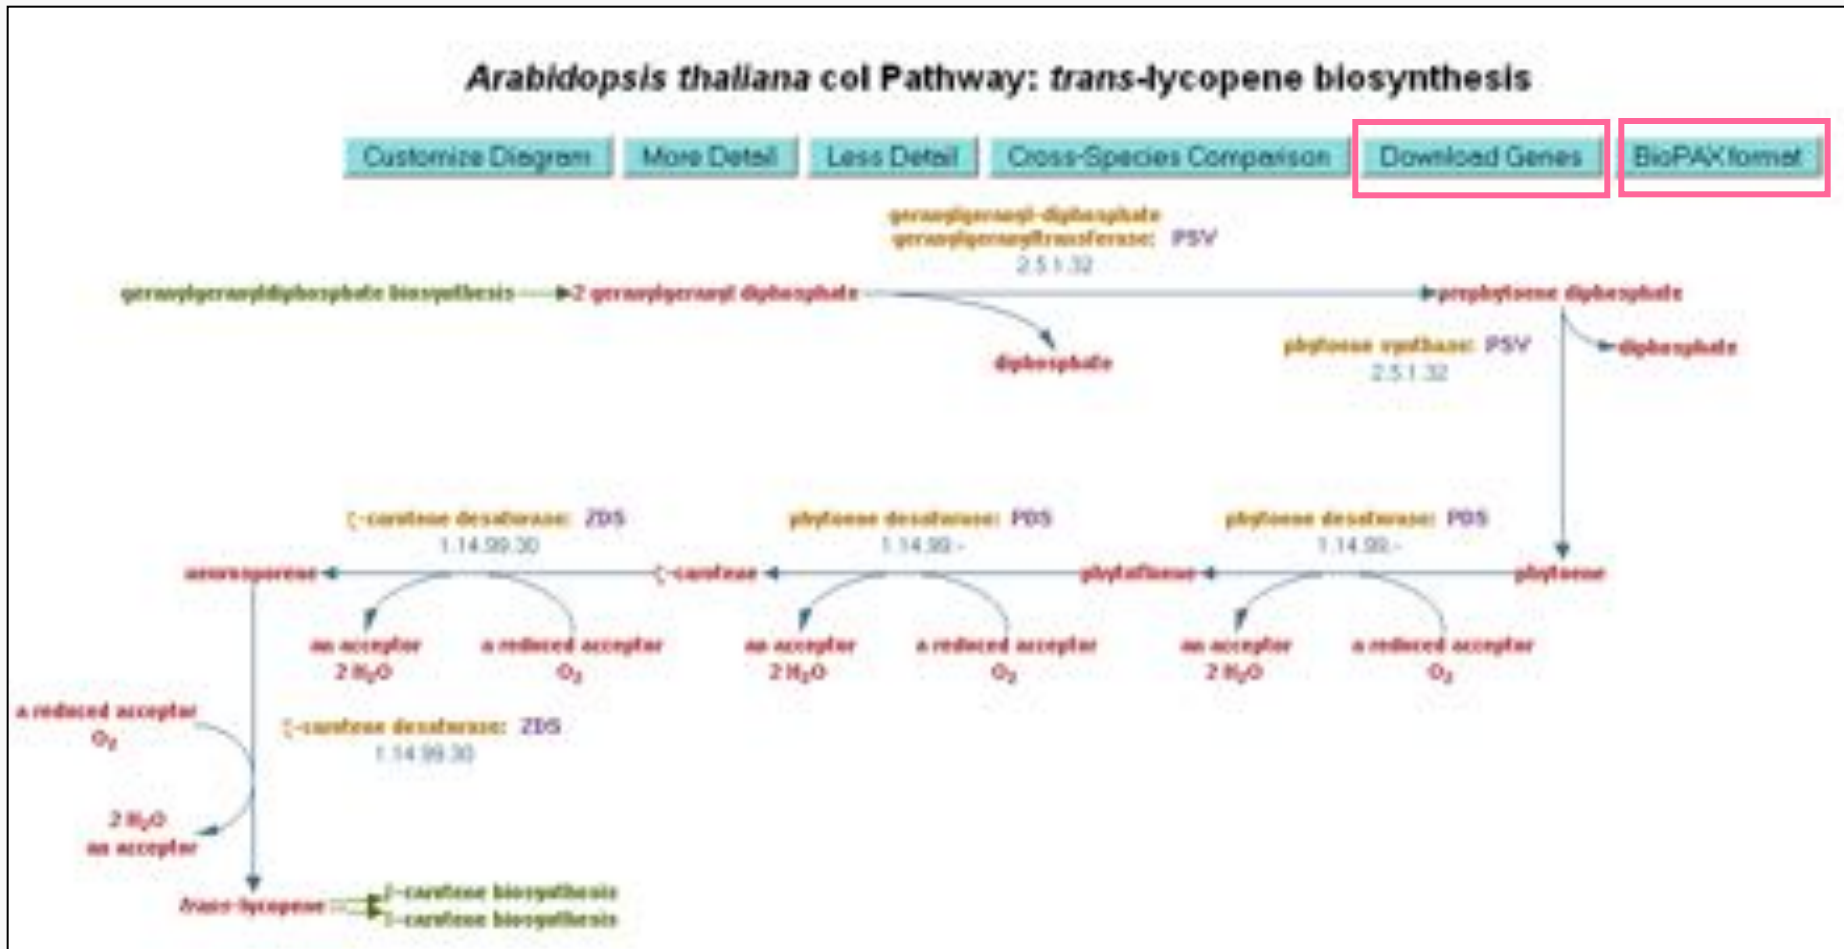 Arabidopsis thaliana col Pathway: trans-lycopene biosynthesis
Customize Diagram More Detail Less Detail Cross-Species Comparison Download Genes BioPAX format
geranylgeranyl-diphosphate
geranylgeranyltransferase: PSY
2.5.1.32
geranylgeranyldiphosphate biosynthesis 2 geranylgeranyl diphosphate prephytoene diphosphate
diphosphate
phytoene synthase: PSY
2.5.1.32
diphosphate
ζ-carotene desaturase: ZDS phytoene desaturase: PDS phytoene desaturase: PDS
1.14.99.30 1.14.99.- 1.14.99.-
neurosporene ζ-carotene phytofluene phytoene
an acceptor a reduced acceptor an acceptor a reduced acceptor an acceptor a reduced acceptor
2 H₂O O₂ 2 H₂O O₂ 2 H₂O O₂
a reduced acceptor
O₂
ζ-carotene desaturase: ZDS
1.14.99.30
2 H₂O
an acceptor
trans-lycopene
-carotene biosynthesis
-carotene biosynthesis